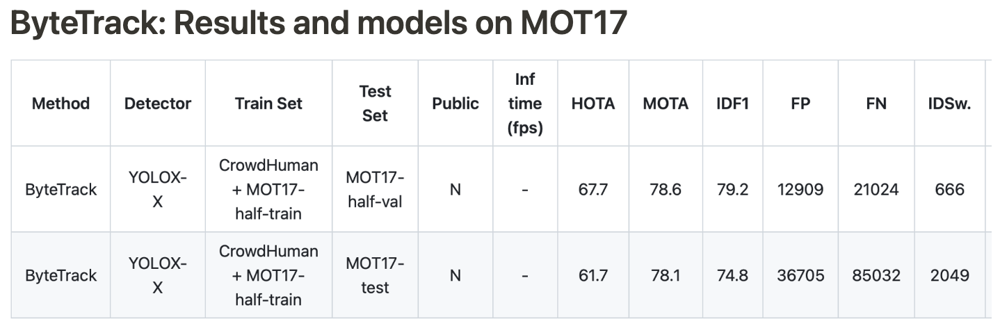 ByteTrack: Results and models on MOT17
Method Detector Train Set Test Set Public Inf time (fps) HOTA MOTA IDF1 FP FN IDSw.
ByteTrack YOLOX-X CrowdHuman + MOT17-half-train MOT17-half-val N - 67.7 78.6 79.2 12909 21024 666
ByteTrack YOLOX-X CrowdHuman + MOT17-half-train MOT17-test N - 61.7 78.1 74.8 36705 85032 2049